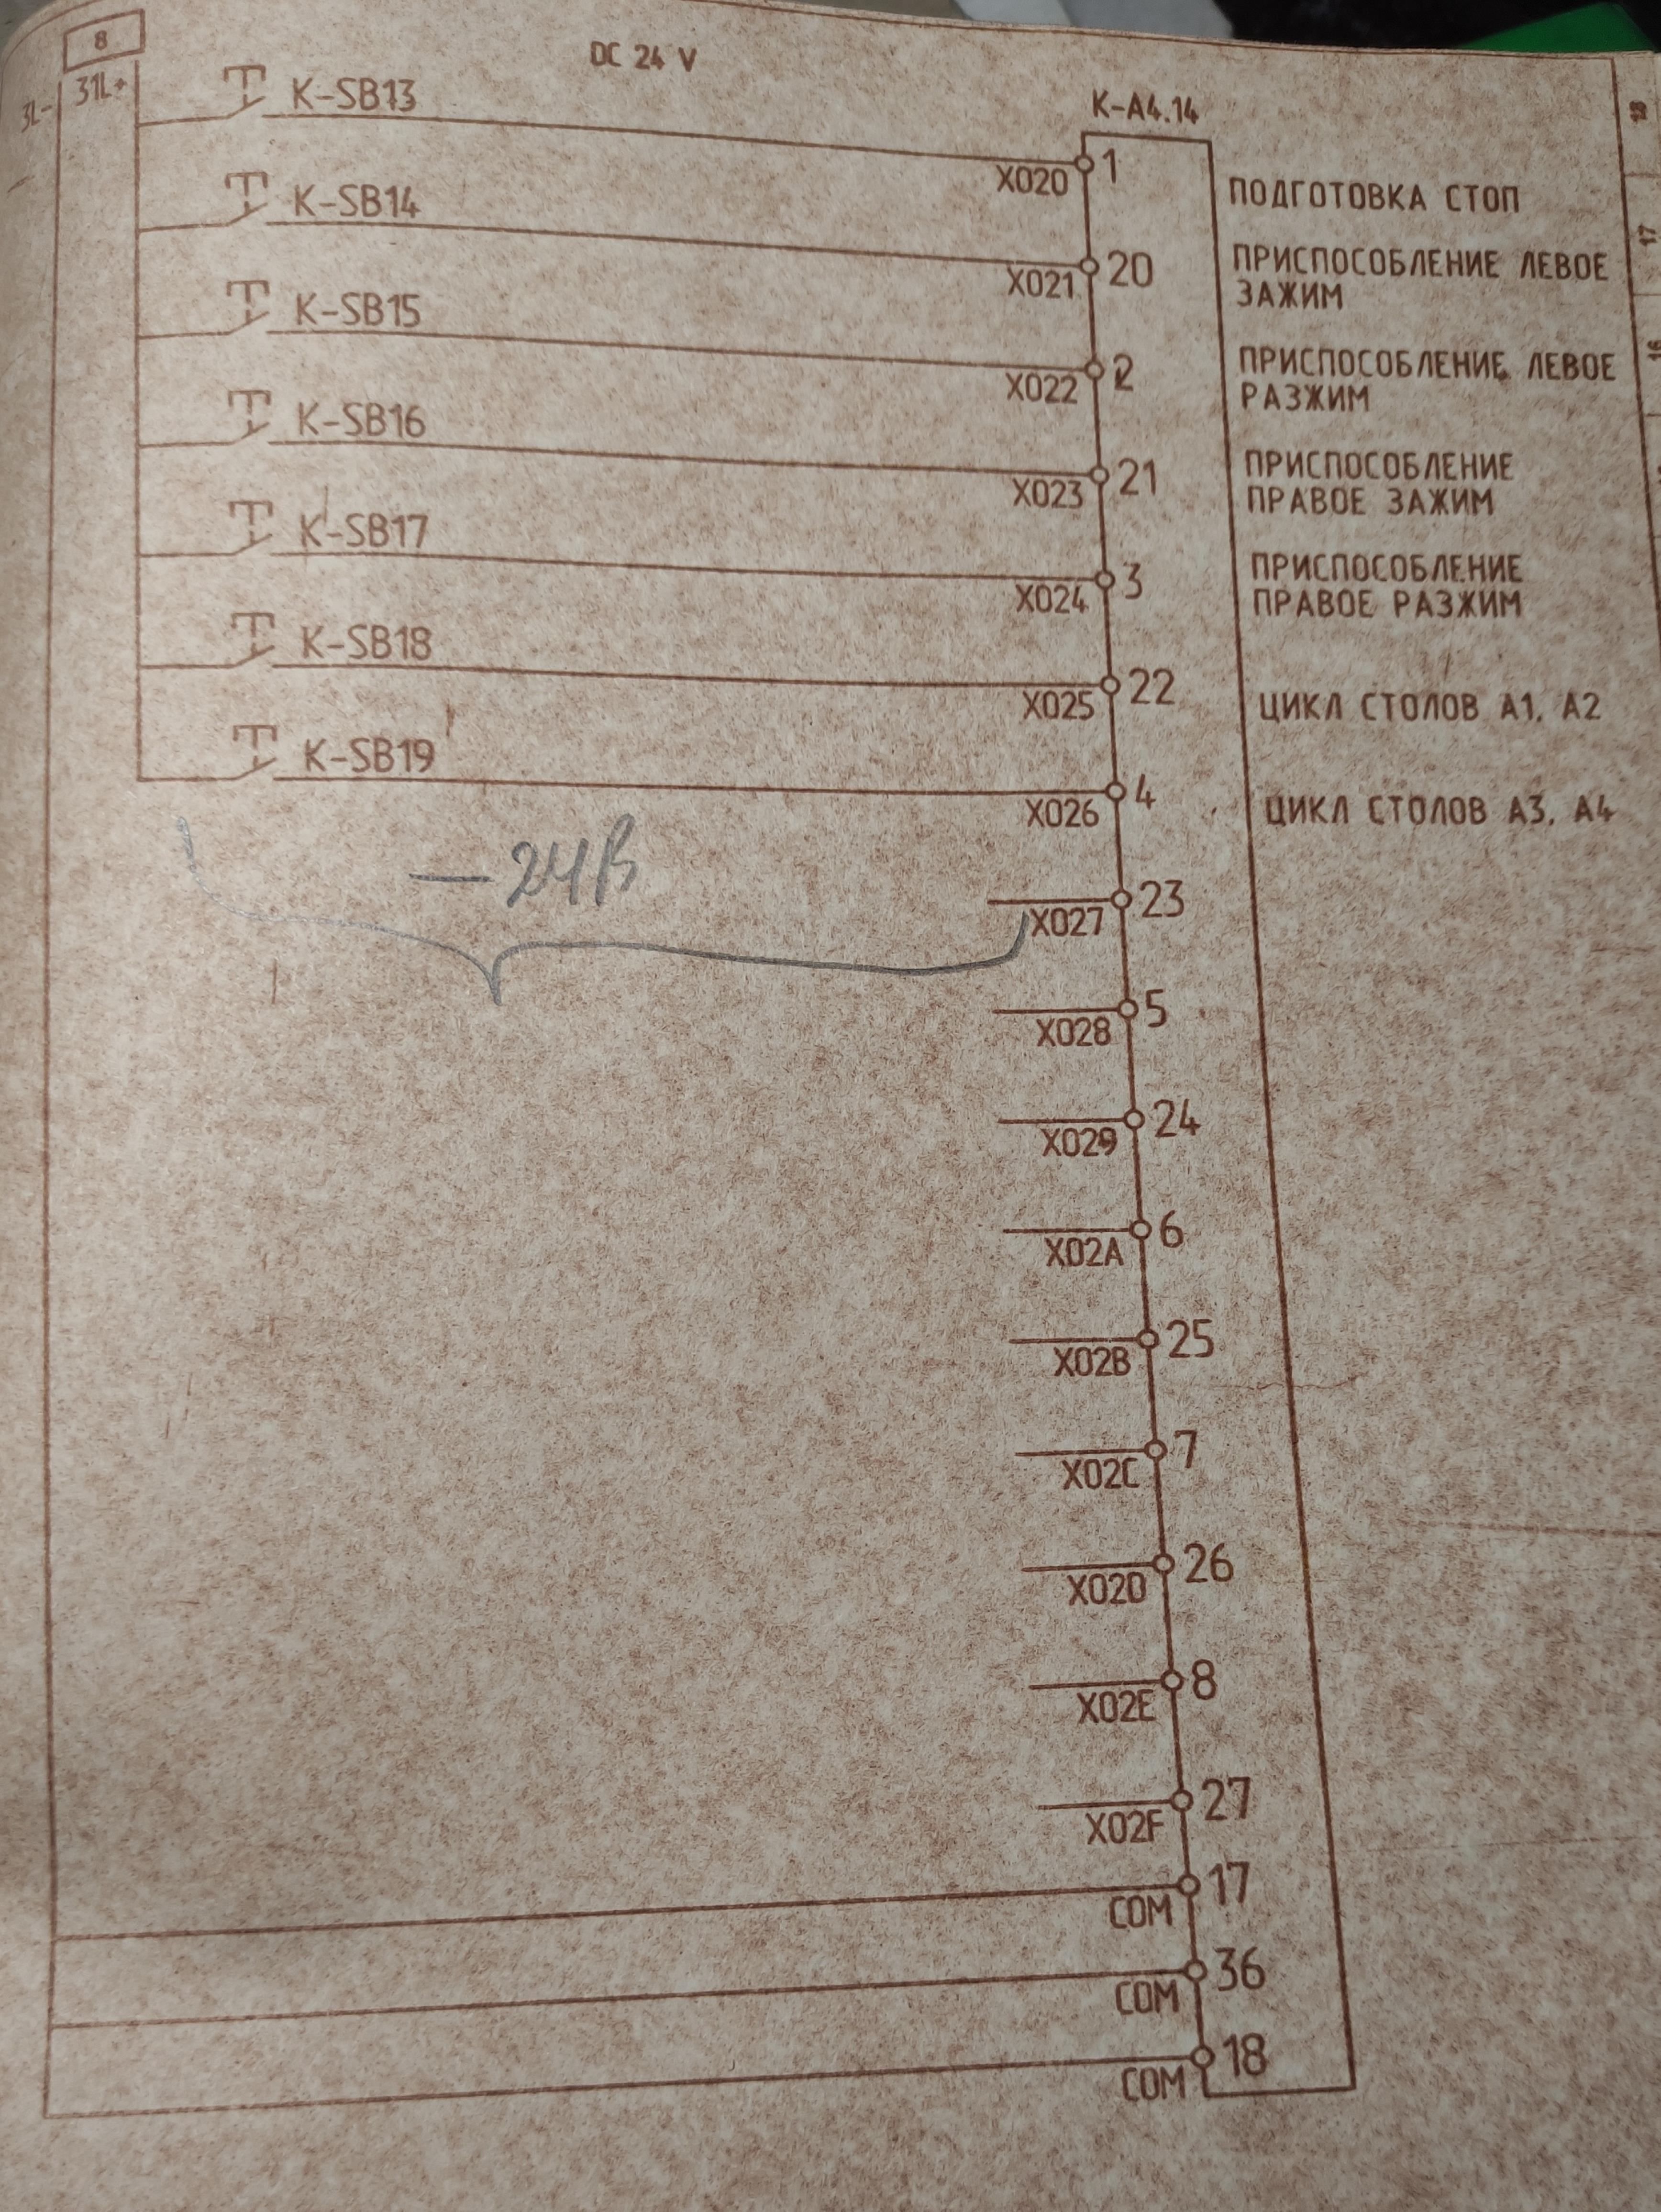 8
DC 24 V
3L-
31L+
K-SB13
K-A4.14
18
X020
1
ПОДГОТОВКА СТОП
K-SB14
X021
20
ПРИСПОСОБЛЕНИЕ ЛЕВОЕ
ЗАЖИМ
17
K-SB15
X022
2
ПРИСПОСОБЛЕНИЕ ЛЕВОЕ
РАЗЖИМ
16
K-SB16
X023
21
ПРИСПОСОБЛЕНИЕ
ПРАВОЕ ЗАЖИМ
K-SB17
X024
3
ПРИСПОСОБЛЕНИЕ
ПРАВОЕ РАЗЖИМ
K-SB18
X025
22
ЦИКЛ СТОЛОВ А1, А2
K-SB19
X026
4
ЦИКЛ СТОЛОВ А3, А4
— 24В
X027
23
X028
5
X029
24
X02A
6
X02B
25
X02C
7
X02D
26
X02E
8
X02F
27
COM
17
COM
36
COM
18